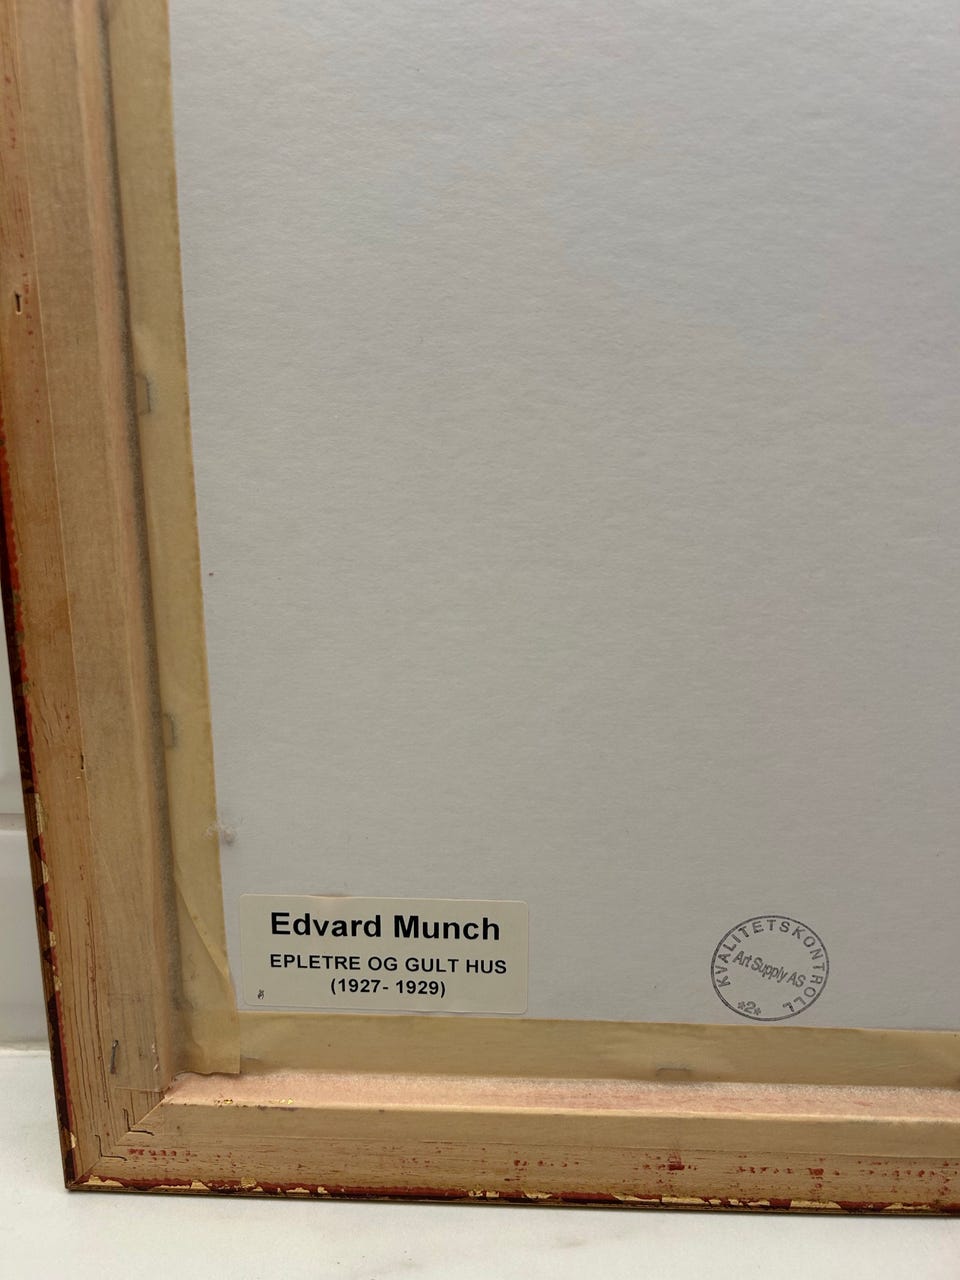 Edvard Munch
EPLETRE OG GULT HUS
(1927- 1929)
KVALITETSKONTROLL
Art Supply AS
*2*